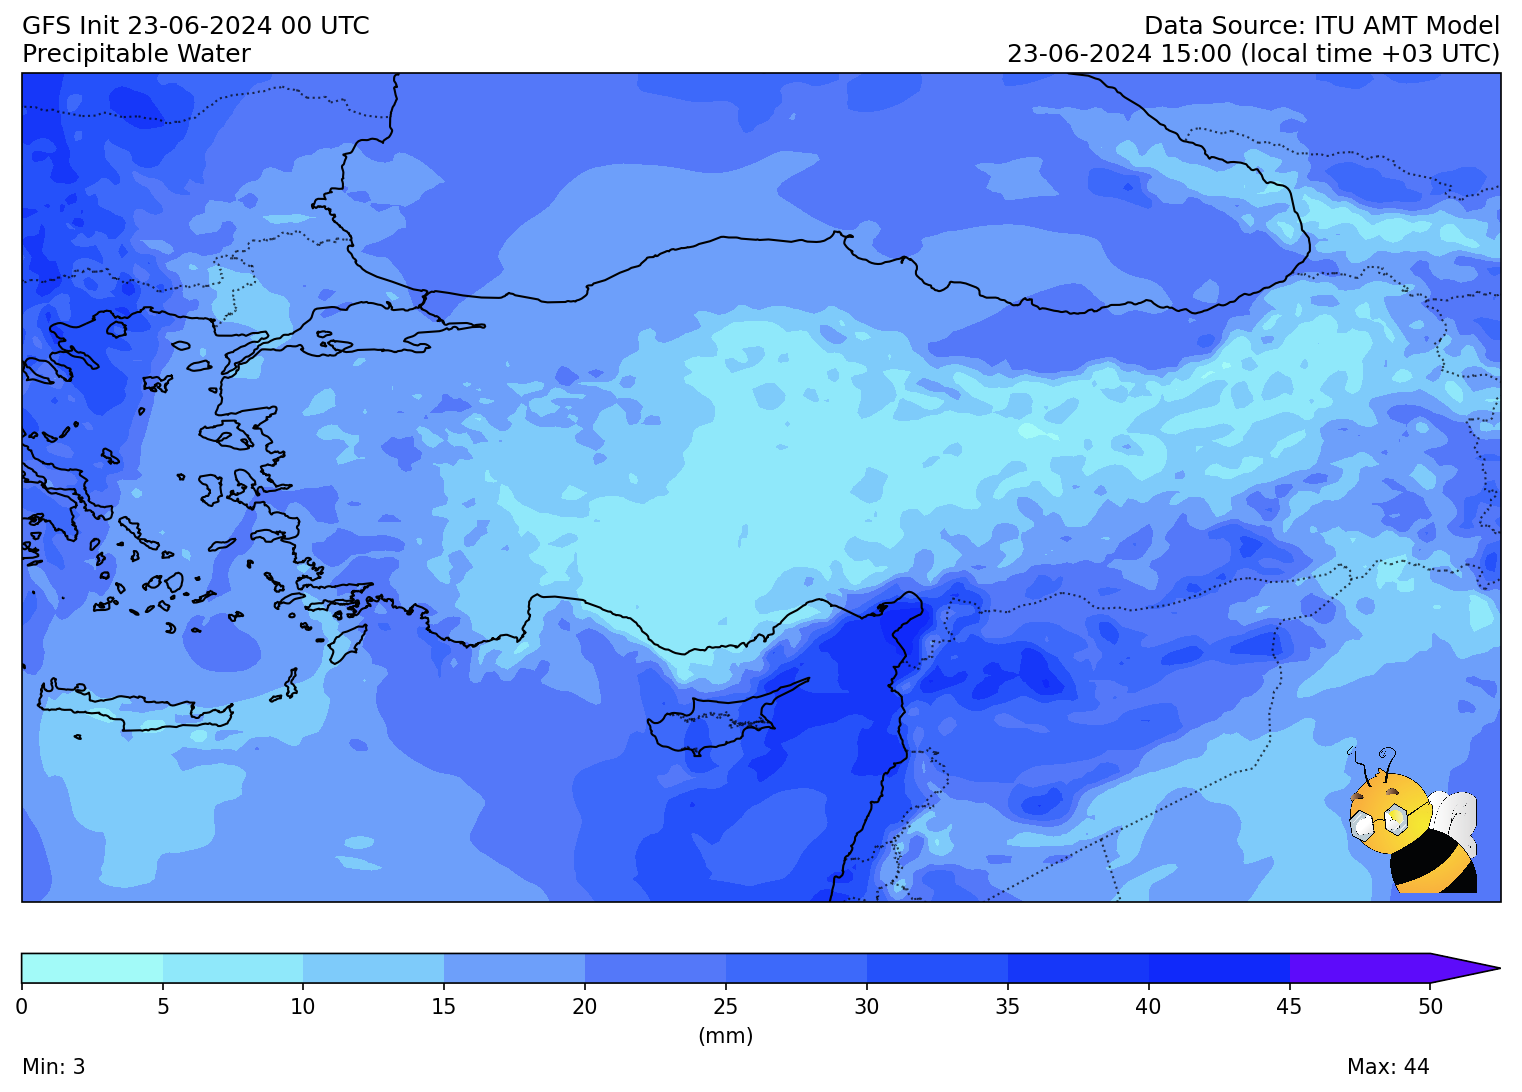 GFS Init 23-06-2024 00 UTC
Data Source: ITU AMT Model
Precipitable Water
23-06-2024 15:00 (local time +03 UTC)
0 5 10 15 20 25 30 35 40 45 50
(mm)
Min: 3
Max: 44